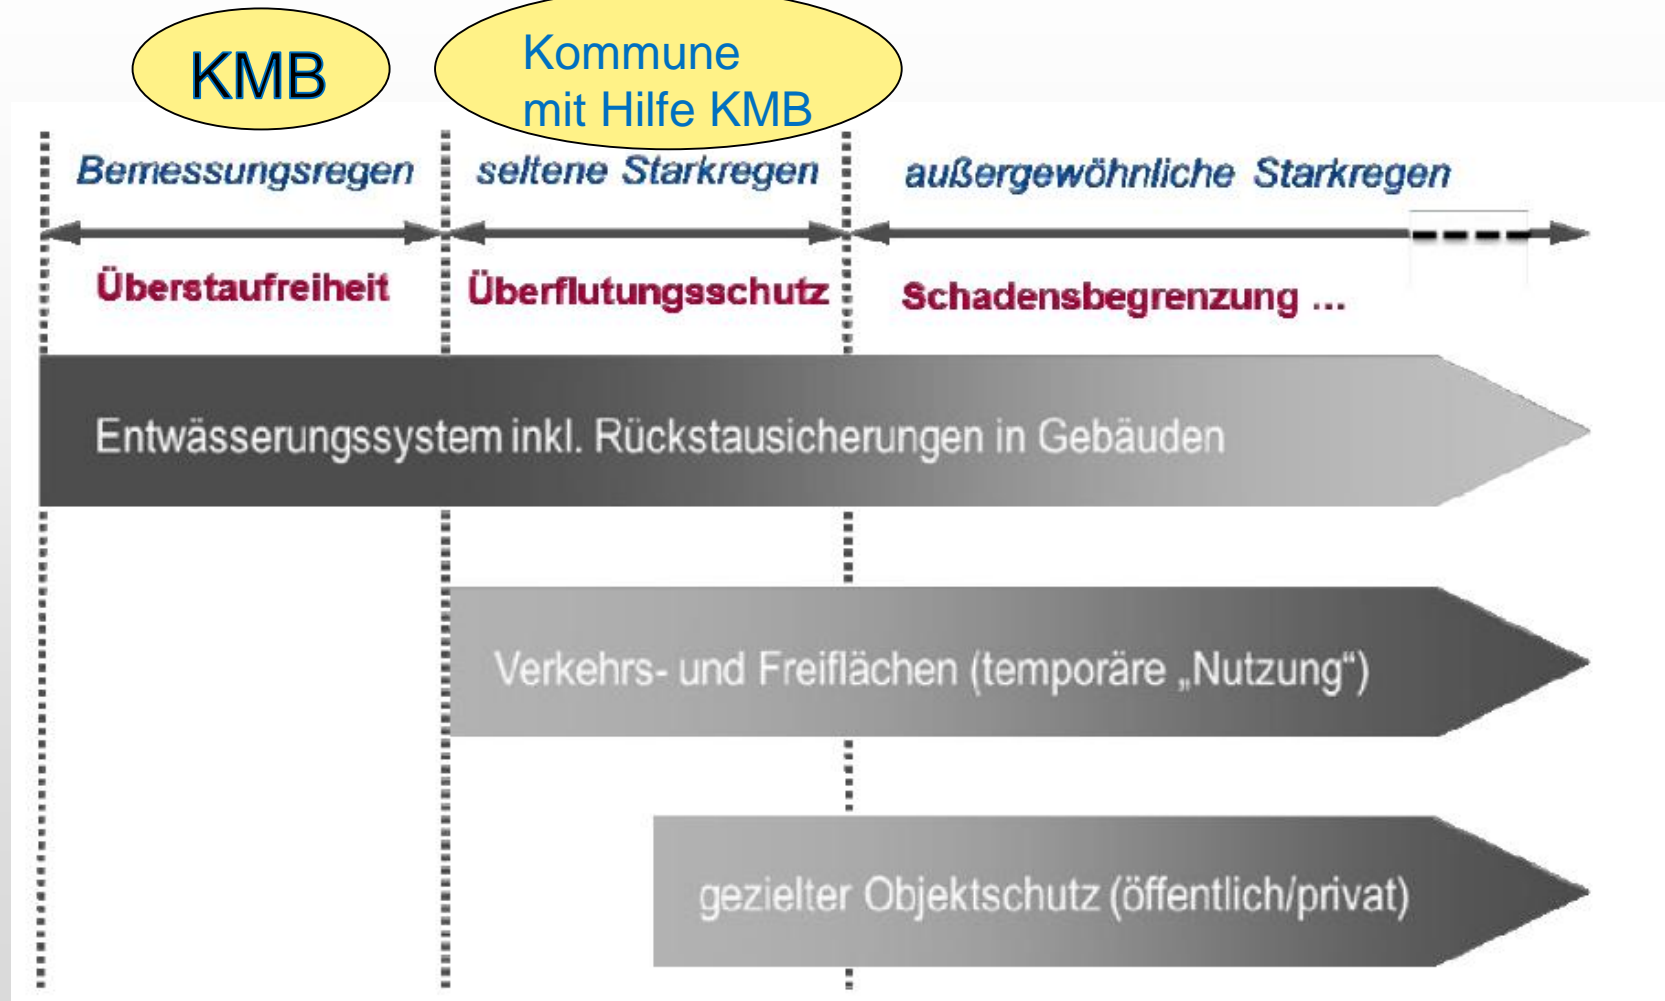 KMB
Kommune
mit Hilfe KMB
Bemessungsregen
seltene Starkregen
außergewöhnliche Starkregen
Überstaufreiheit
Überflutungsschutz
Schadensbegrenzung ...
Entwässerungssystem inkl. Rückstausicherungen in Gebäuden
Verkehrs- und Freiflächen (temporäre „Nutzung“)
gezielter Objektschutz (öffentlich/privat)